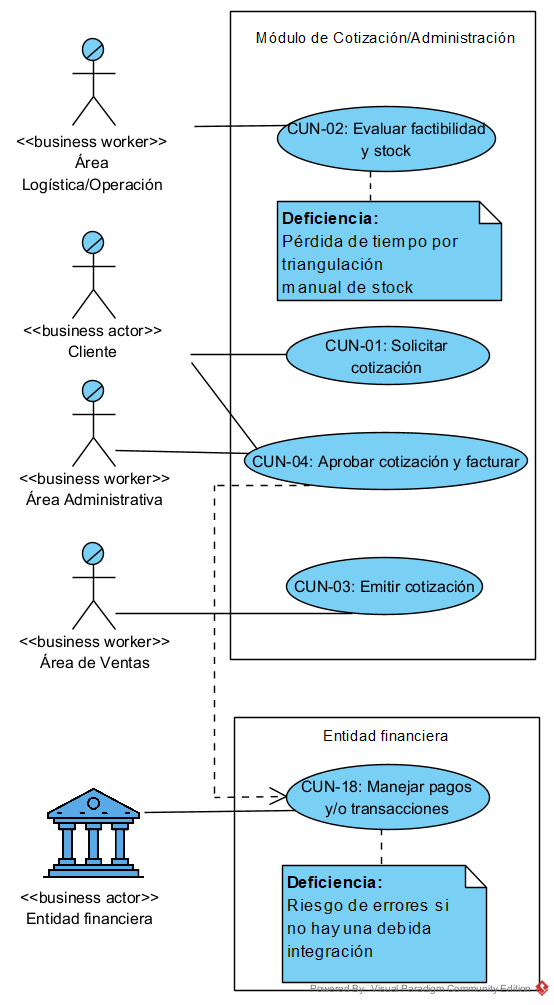 Módulo de Cotización/Administración
<<business worker>>
Área
Logística/Operación
CUN-02: Evaluar factibilidad
y stock
Deficiencia:
Pérdida de tiempo por
triangulación
manual de stock
<<business actor>>
Cliente
CUN-01: Solicitar
cotización
<<business worker>>
Área Administrativa
CUN-04: Aprobar cotización y facturar
<<business worker>>
Área de Ventas
CUN-03: Emitir cotización
Entidad financiera
CUN-18: Manejar pagos
y/o transacciones
<<business actor>>
Entidad financiera
Deficiencia:
Riesgo de errores si
no hay una debida
integración
Powered By: Visual Paradigm Community Edition